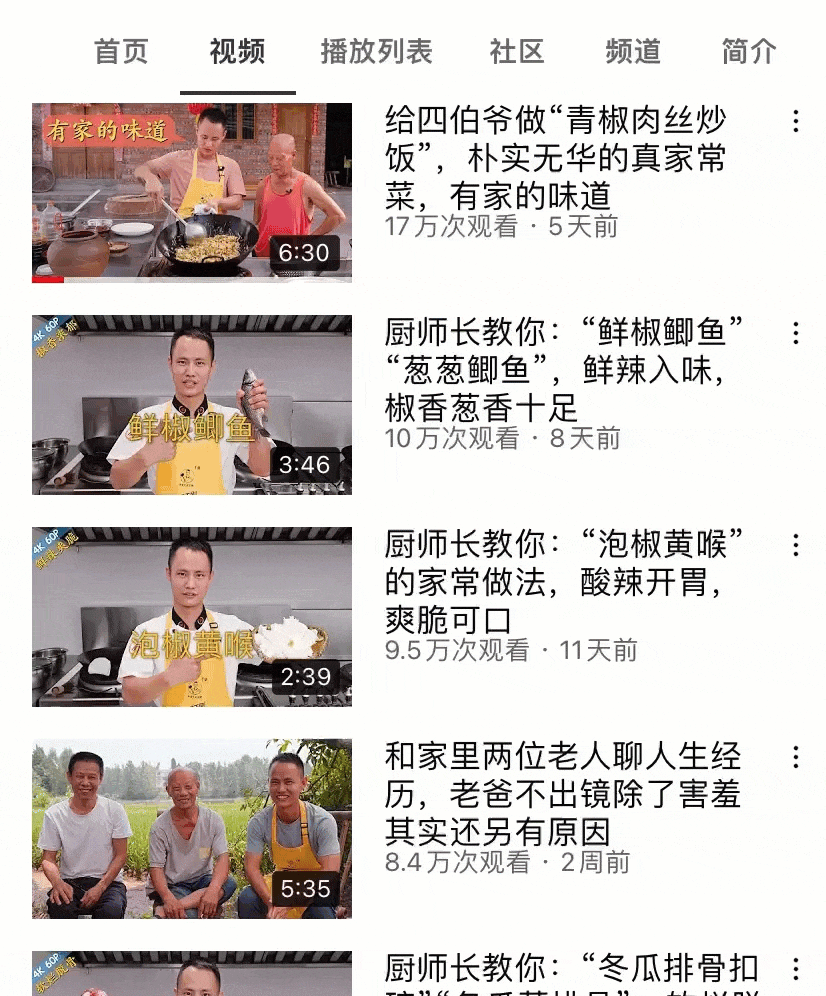 首页 视频 播放列表 社区 频道 简介
有家的味道
6:30
给四伯爷做“青椒肉丝炒
饭”，朴实无华的真家常
菜，有家的味道
17万次观看 · 5天前
4K 60P
椒香浓郁
鲜椒鲫鱼
3:46
厨师长教你：“鲜椒鲫鱼”
“葱葱鲫鱼”，鲜辣入味，
椒香葱香十足
10万次观看 · 8天前
4K 60P
泡椒黄喉
2:39
厨师长教你：“泡椒黄喉”
的家常做法，酸辣开胃，
爽脆可口
9.5万次观看 · 11天前
5:35
和家里两位老人聊人生经
历，老爸不出镜除了害羞
其实还另有原因
8.4万次观看 · 2周前
4K 60P
软烂脱骨
厨师长教你：“冬瓜排骨扣